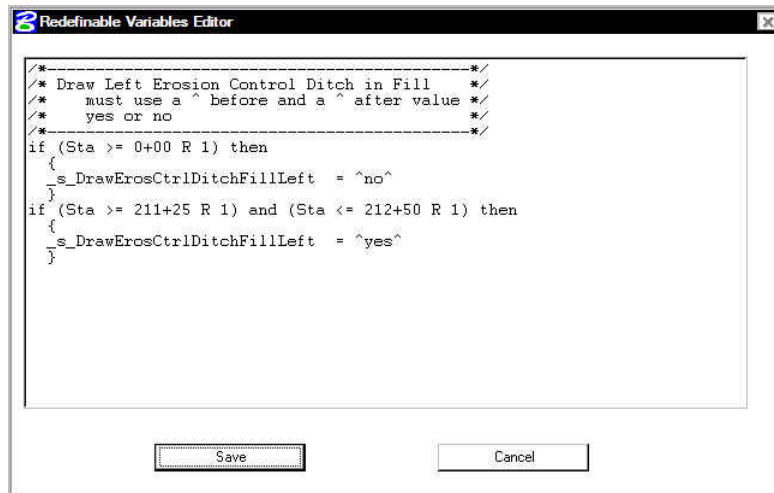 Redefinable Variables Editor
/*--------------------------------------------*/
/* Draw Left Erosion Control Ditch in Fill    */
/*    must use a ^ before and a ^ after value */
/*    yes or no                               */
/*--------------------------------------------*/
if (Sta >= 0+00 R 1) then
  {
  _s_DrawErosCtrlDitchFillLeft  = ^no^
  }
if (Sta >= 211+25 R 1) and (Sta <= 212+50 R 1) then
  {
  _s_DrawErosCtrlDitchFillLeft  = ^yes^
  }
Save Cancel